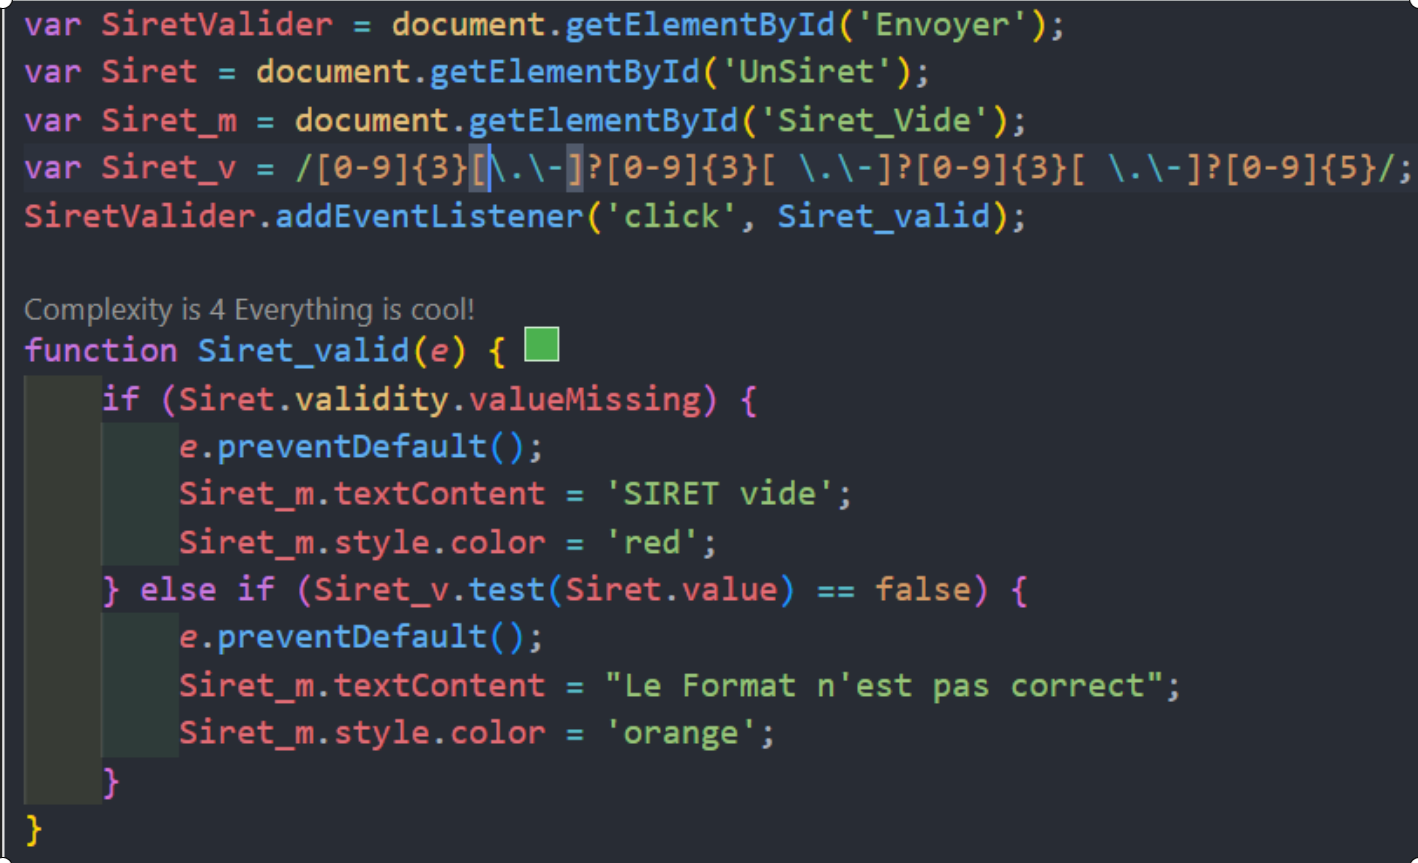 var SiretValider = document.getElementById('Envoyer');
var Siret = document.getElementById('UnSiret');
var Siret_m = document.getElementById('Siret_Vide');
var Siret_v = /[0-9]{3}[\.\-]?[0-9]{3}[ \.\-]?[0-9]{3}[ \.\-]?[0-9]{5}/;
SiretValider.addEventListener('click', Siret_valid);
Complexity is 4 Everything is cool!
function Siret_valid(e) {
    if (Siret.validity.valueMissing) {
        e.preventDefault();
        Siret_m.textContent = 'SIRET vide';
        Siret_m.style.color = 'red';
    } else if (Siret_v.test(Siret.value) == false) {
        e.preventDefault();
        Siret_m.textContent = "Le Format n'est pas correct";
        Siret_m.style.color = 'orange';
    }
}